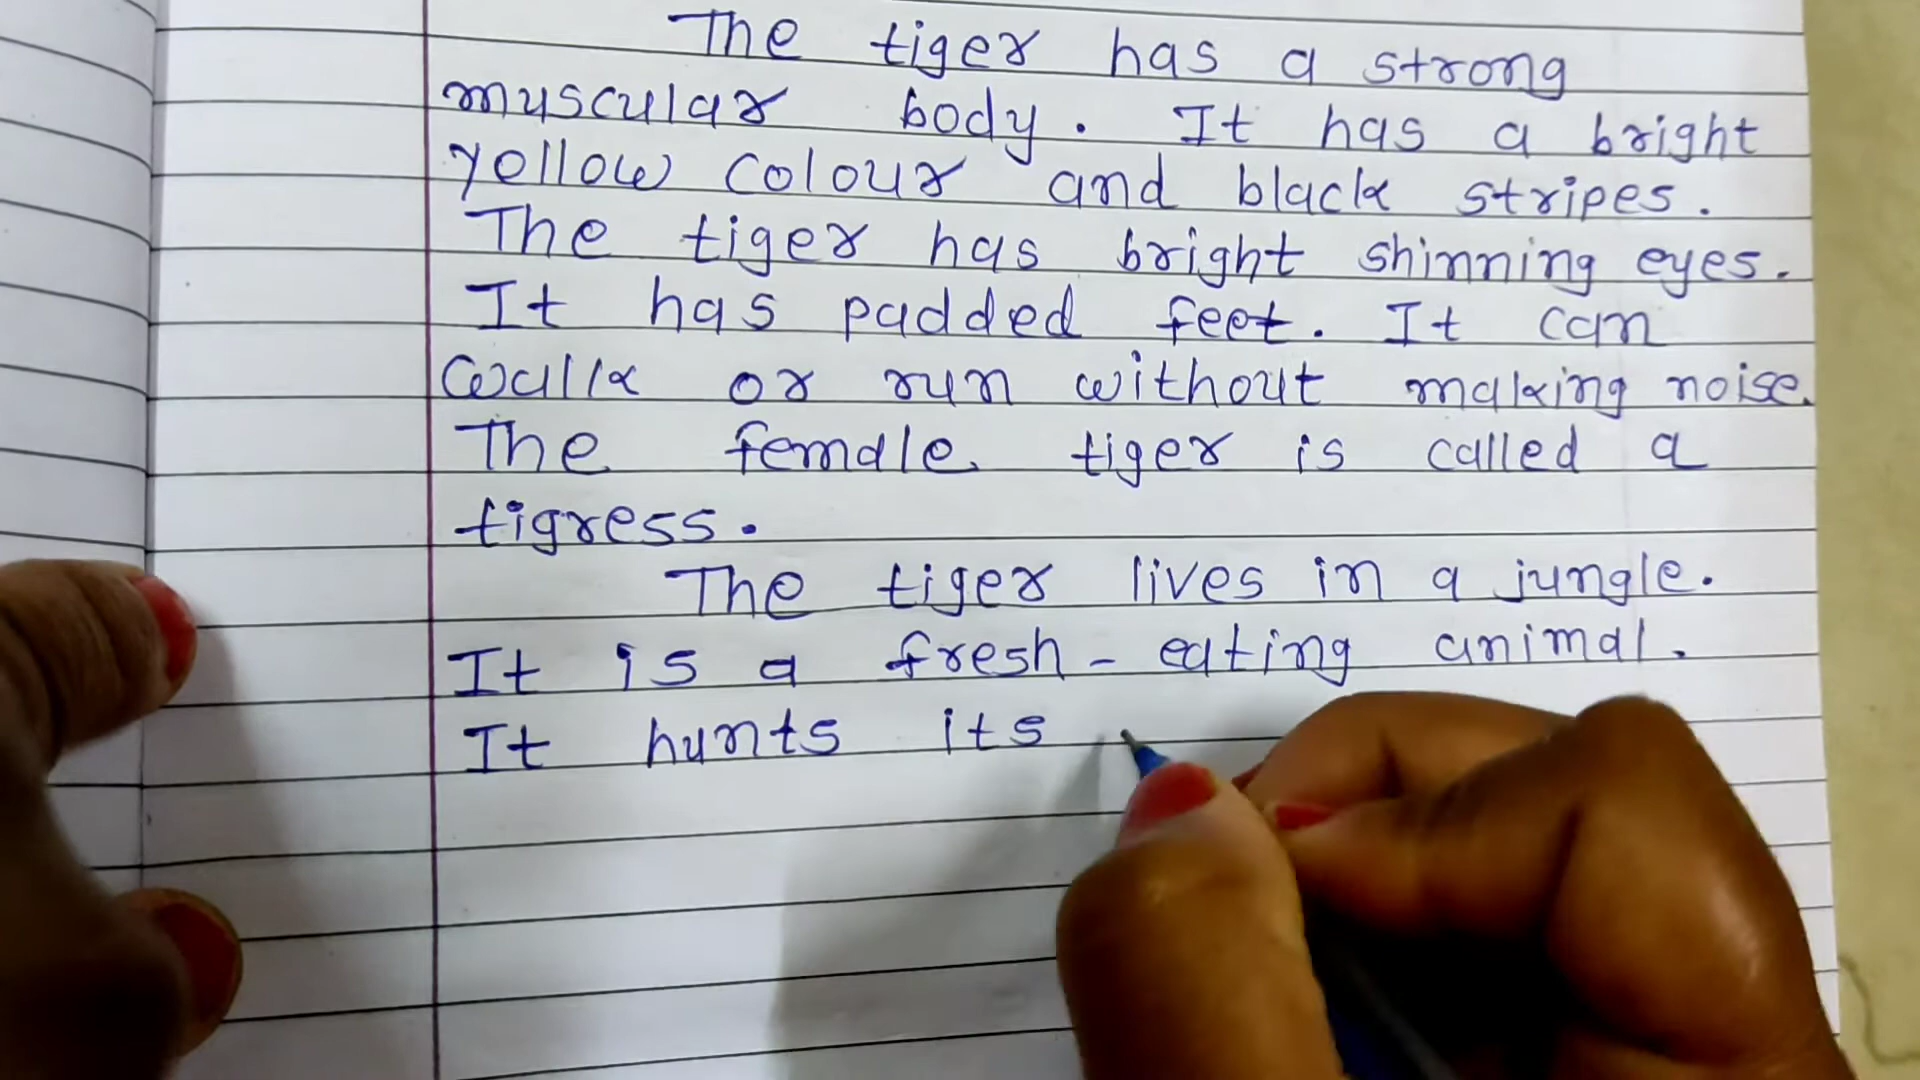 The tiger has a strong
muscular body. It has a bright
yellow colour and black stripes.
The tiger has bright shinning eyes.
It has padded feet. It can
walk or run without making noise.
The female tiger is called a
tigress.
The tiger lives in a jungle.
It is a fresh-eating animal.
It hunts its